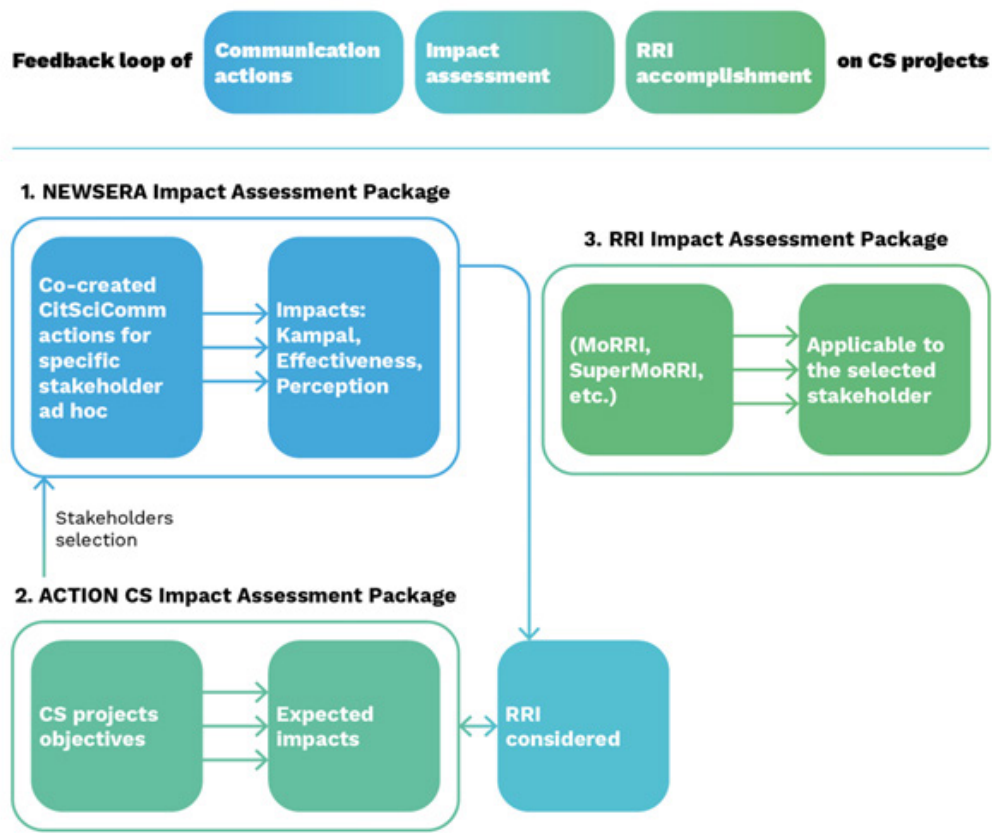 Feedback loop of
Communication
actions
Impact
assessment
RRI
accomplishment
on CS projects
1. NEWSERA Impact Assessment Package
Co-created
CitSciComm
actions for
specific
stakeholder
ad hoc
Impacts:
Kampal,
Effectiveness,
Perception
3. RRI Impact Assessment Package
(MoRRI,
SuperMoRRI,
etc.)
Applicable to
the selected
stakeholder
Stakeholders
selection
2. ACTION CS Impact Assessment Package
CS projects
objectives
Expected
impacts
RRI
considered